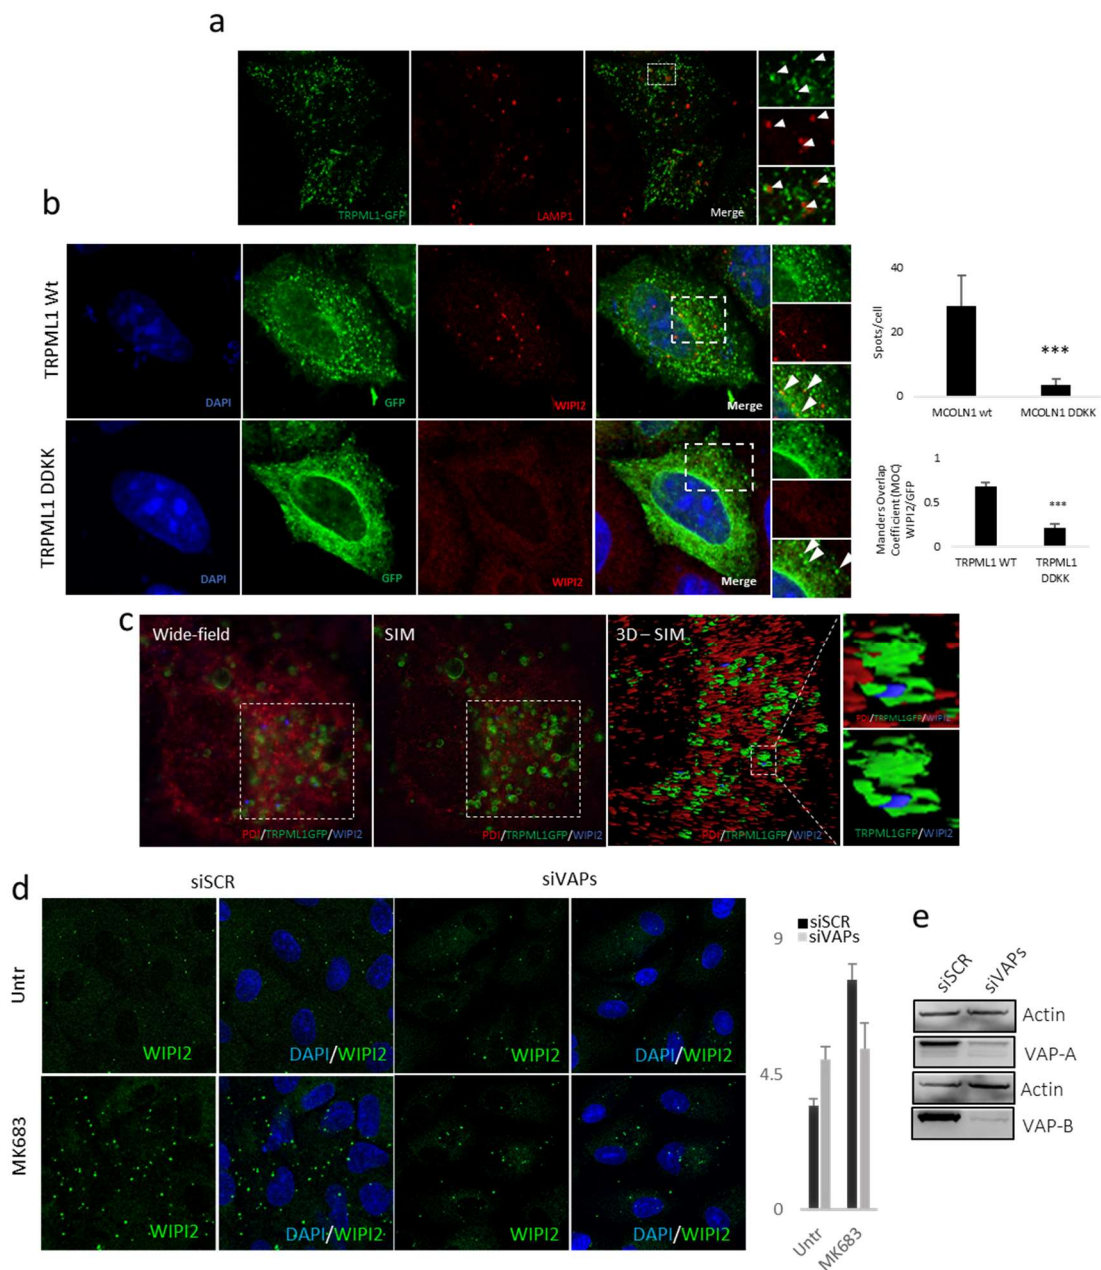 a
TRPML1-GFP
LAMP1
Merge
b
TRPML1 Wt
DAPI
GFP
WIPI2
Merge
TRPML1 DDKK
DAPI
GFP
WIPI2
Merge
Spots/cell
40
20
0
***
MCOLN1 wt
MCOLN1 DDKK
Manders Overlap
Coefficient (MOC)
WIPI2/GFP
1
0.5
0
***
TRPML1 WT
TRPML1
DDKK
c
Wide-field
PDI/TRPML1GFP/WIPI2
SIM
PDI/TRPML1GFP/WIPI2
3D – SIM
PDI/TRPML1GFP/WIPI2
PDI/TRPML1GFP/WIPI2
TRPML1GFP/WIPI2
d
siSCR
siVAPs
Untr
WIPI2
DAPI/WIPI2
WIPI2
DAPI/WIPI2
MK683
WIPI2
DAPI/WIPI2
WIPI2
DAPI/WIPI2
siSCR
siVAPs
9
4.5
0
Untr
MK683
e
siSCR
siVAPs
Actin
VAP-A
Actin
VAP-B